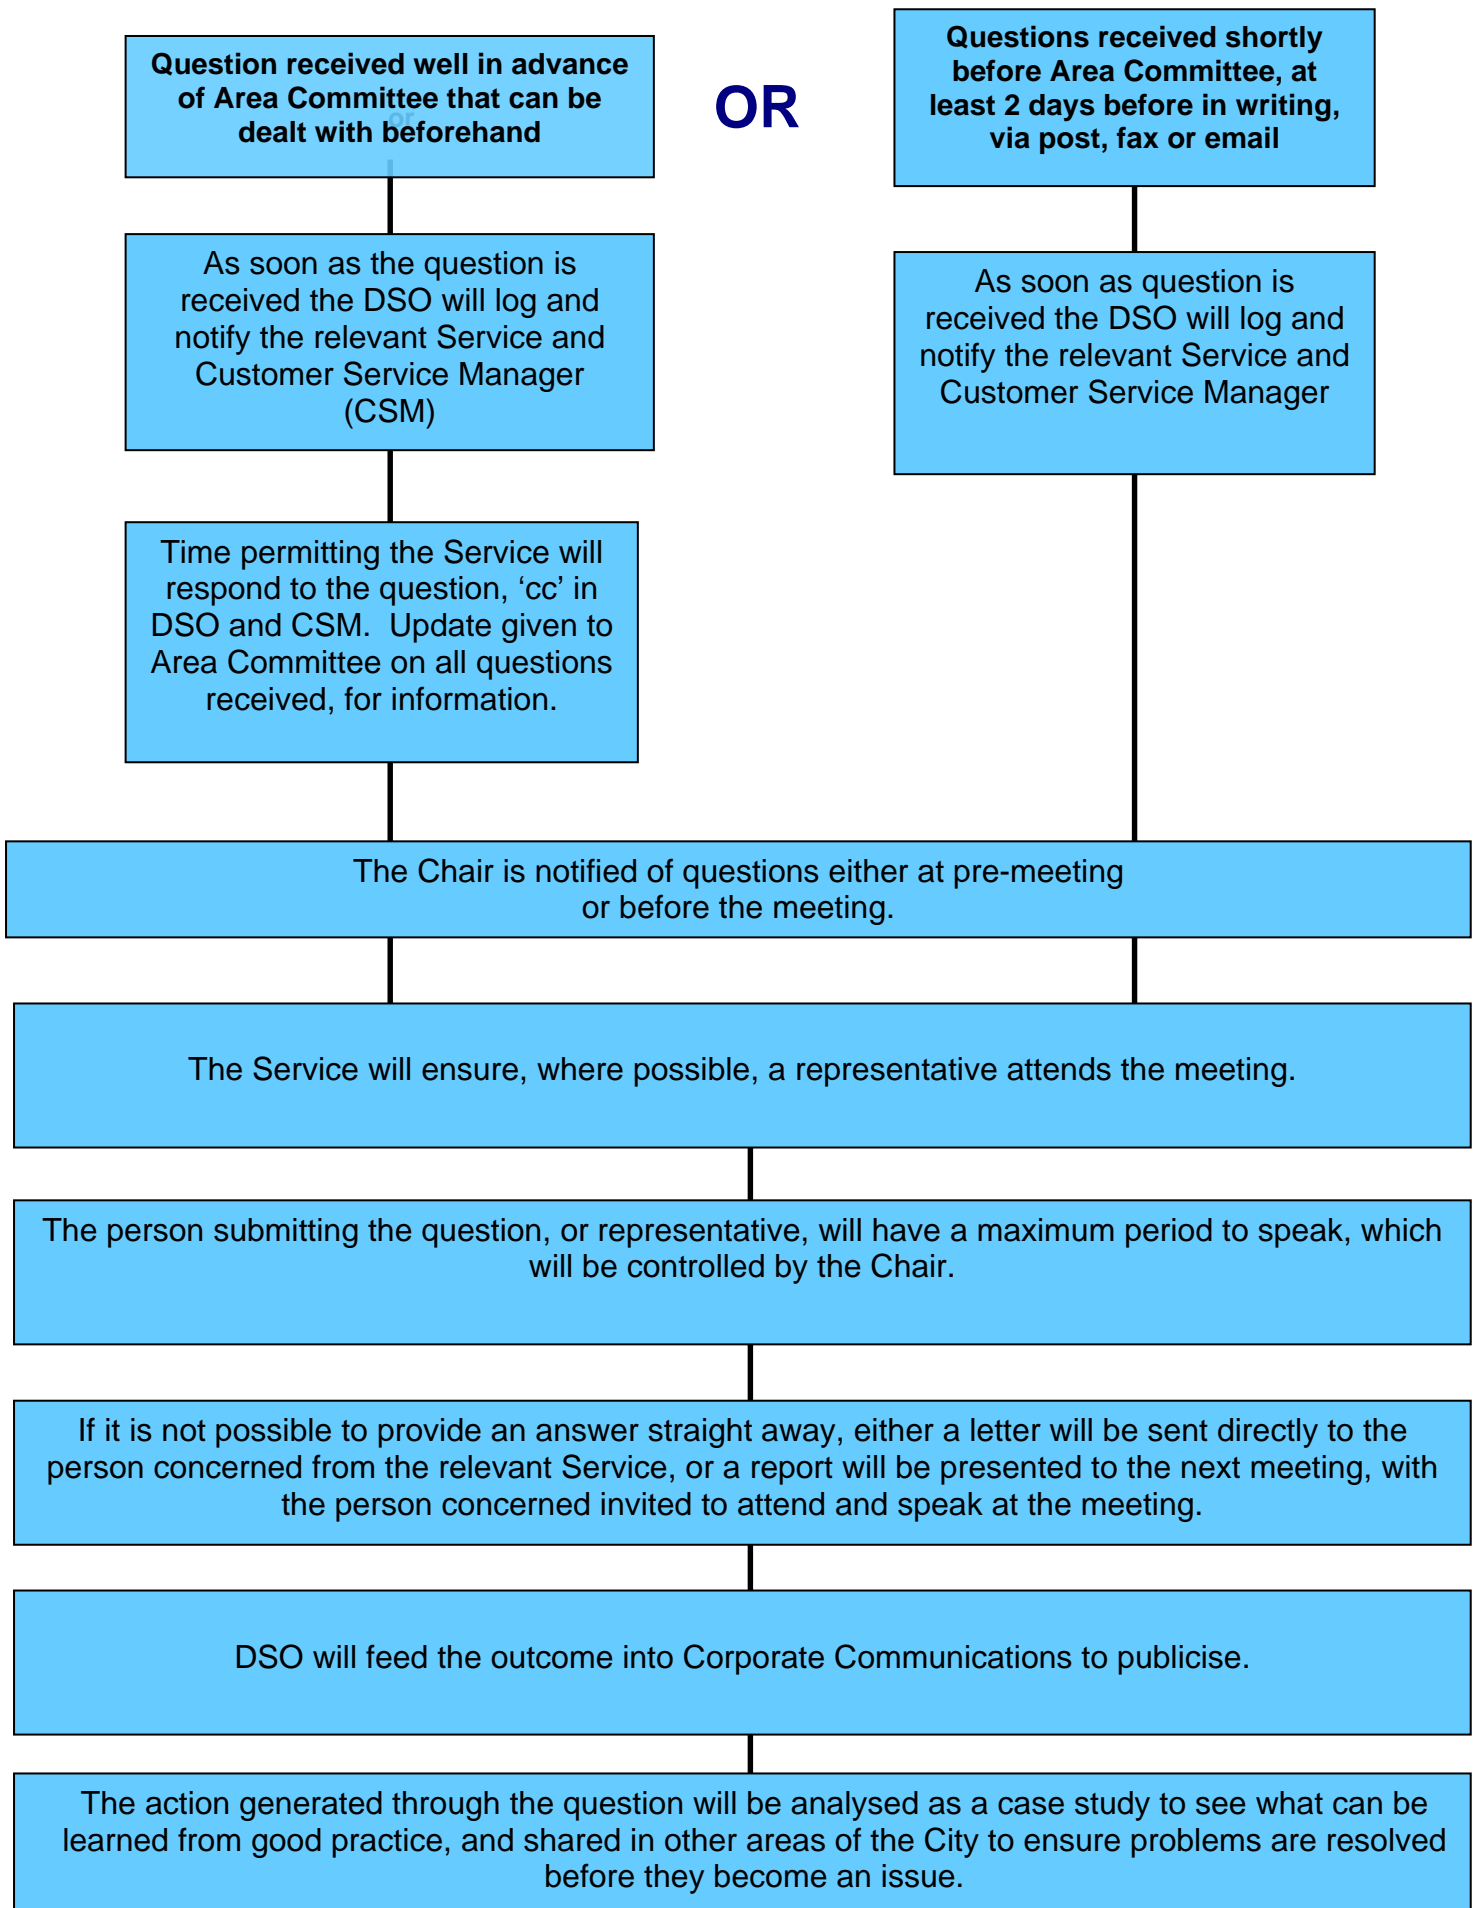 Question received well in advance
of Area Committee that can be
or
dealt with beforehand
OR
Questions received shortly
before Area Committee, at
least 2 days before in writing,
via post, fax or email
As soon as the question is
received the DSO will log and
notify the relevant Service and
Customer Service Manager
(CSM)
As soon as question is
received the DSO will log and
notify the relevant Service and
Customer Service Manager
Time permitting the Service will
respond to the question, ‘cc’ in
DSO and CSM.  Update given to
Area Committee on all questions
received, for information.
The Chair is notified of questions either at pre-meeting
or before the meeting.
The Service will ensure, where possible, a representative attends the meeting.
The person submitting the question, or representative, will have a maximum period to speak, which
will be controlled by the Chair.
If it is not possible to provide an answer straight away, either a letter will be sent directly to the
person concerned from the relevant Service, or a report will be presented to the next meeting, with
the person concerned invited to attend and speak at the meeting.
DSO will feed the outcome into Corporate Communications to publicise.
The action generated through the question will be analysed as a case study to see what can be
learned from good practice, and shared in other areas of the City to ensure problems are resolved
before they become an issue.